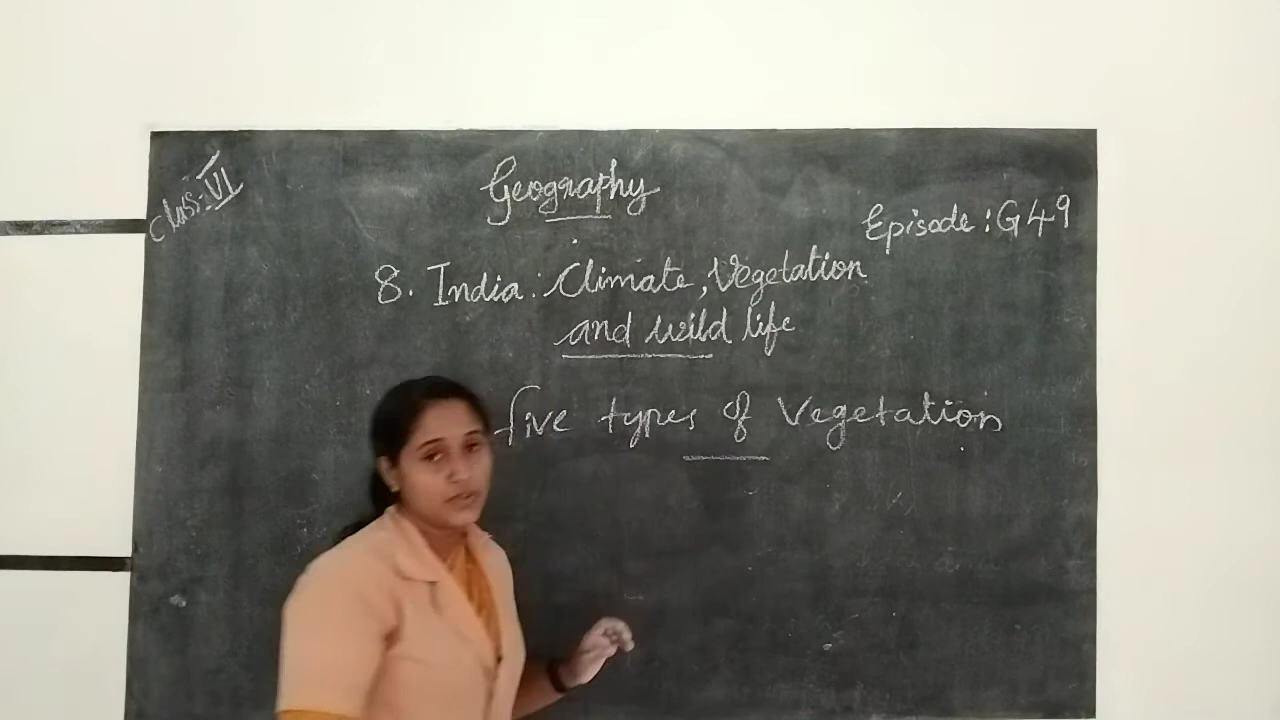 Class-VI
Geography
Episode: G49
8. India: Climate, Vegetation
and wild life
five types of Vegetation